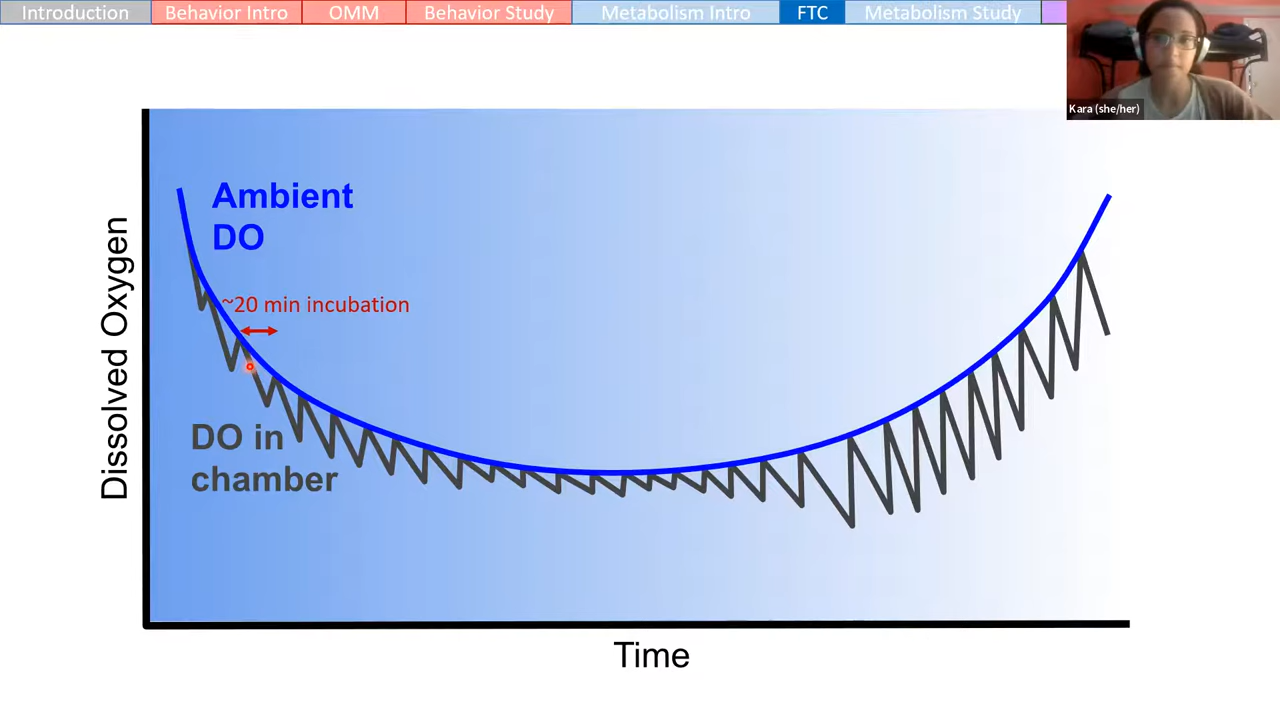 Introduction
Behavior Intro
OMM
Behavior Study
Metabolism Intro
FTC
Metabolism Study
Kara (she/her)
Ambient
DO
~20 min incubation
DO in
chamber
Dissolved Oxygen
Time